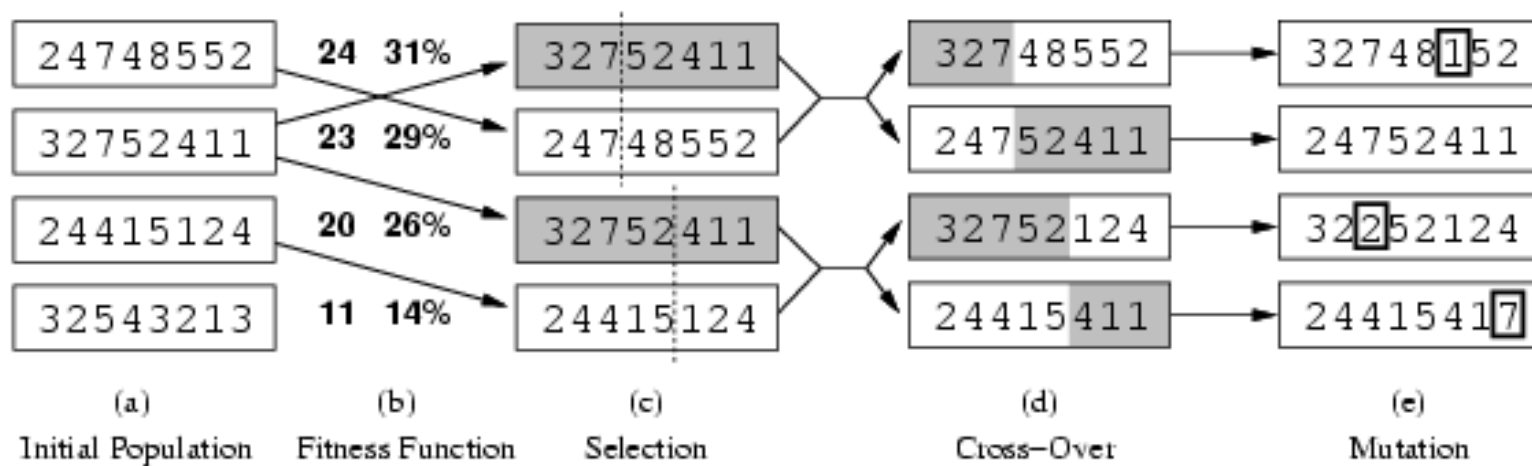 24748552 24 31% 32752411 32748552 32748152
32752411 23 29% 24748552 24752411 24752411
24415124 20 26% 32752411 32752124 32252124
32543213 11 14% 24415124 24415411 24415417
(a) (b) (c) (d) (e)
Initial Population Fitness Function Selection Cross-Over Mutation